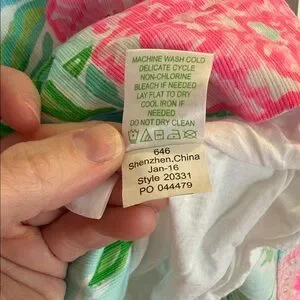 MACHINE WASH COLD
DELICATE CYCLE
NON-CHLORINE
BLEACH IF NEEDED
LAY FLAT TO DRY
COOL IRON IF
NEEDED
DO NOT DRY CLEAN
646
Shenzhen.China
Jan-16
Style 20331
PO 044479